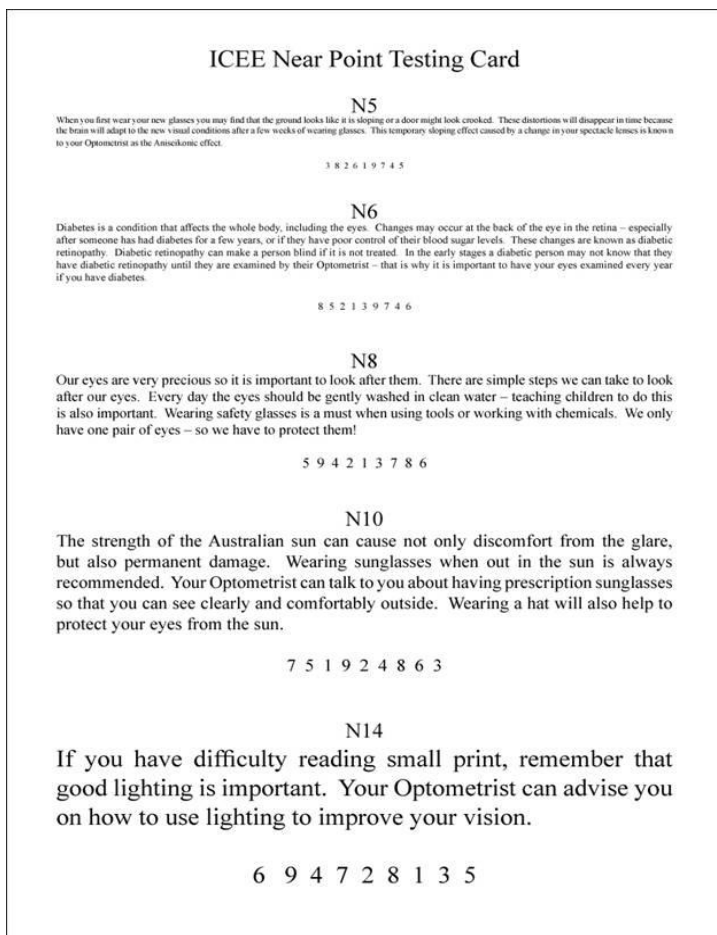 ICEE Near Point Testing Card
N5
When you first wear your new glasses you may find that the ground looks like it is sloping or a door might look crooked. These distortions will disappear in time because
the brain will adapt to the new visual conditions after a few weeks of wearing glasses. This temporary sloping effect caused by a change in your spectacle lenses is known
to your Optometrist as the Aniseikonic effect.
3 8 2 6 1 9 7 4 5
N6
Diabetes is a condition that affects the whole body, including the eyes. Changes may occur at the back of the eye in the retina – especially
after someone has had diabetes for a few years, or if they have poor control of their blood sugar levels. These changes are known as diabetic
retinopathy. Diabetic retinopathy can make a person blind if it is not treated. In the early stages a diabetic person may not know that they
have diabetic retinopathy until they are examined by their Optometrist – that is why it is important to have your eyes examined every year
if you have diabetes.
8 5 2 1 3 9 7 4 6
N8
Our eyes are very precious so it is important to look after them. There are simple steps we can take to look
after our eyes. Every day the eyes should be gently washed in clean water – teaching children to do this
is also important. Wearing safety glasses is a must when using tools or working with chemicals. We only
have one pair of eyes – so we have to protect them!
5 9 4 2 1 3 7 8 6
N10
The strength of the Australian sun can cause not only discomfort from the glare,
but also permanent damage. Wearing sunglasses when out in the sun is always
recommended. Your Optometrist can talk to you about having prescription sunglasses
so that you can see clearly and comfortably outside. Wearing a hat will also help to
protect your eyes from the sun.
7 5 1 9 2 4 8 6 3
N14
If you have difficulty reading small print, remember that
good lighting is important. Your Optometrist can advise you
on how to use lighting to improve your vision.
6 9 4 7 2 8 1 3 5